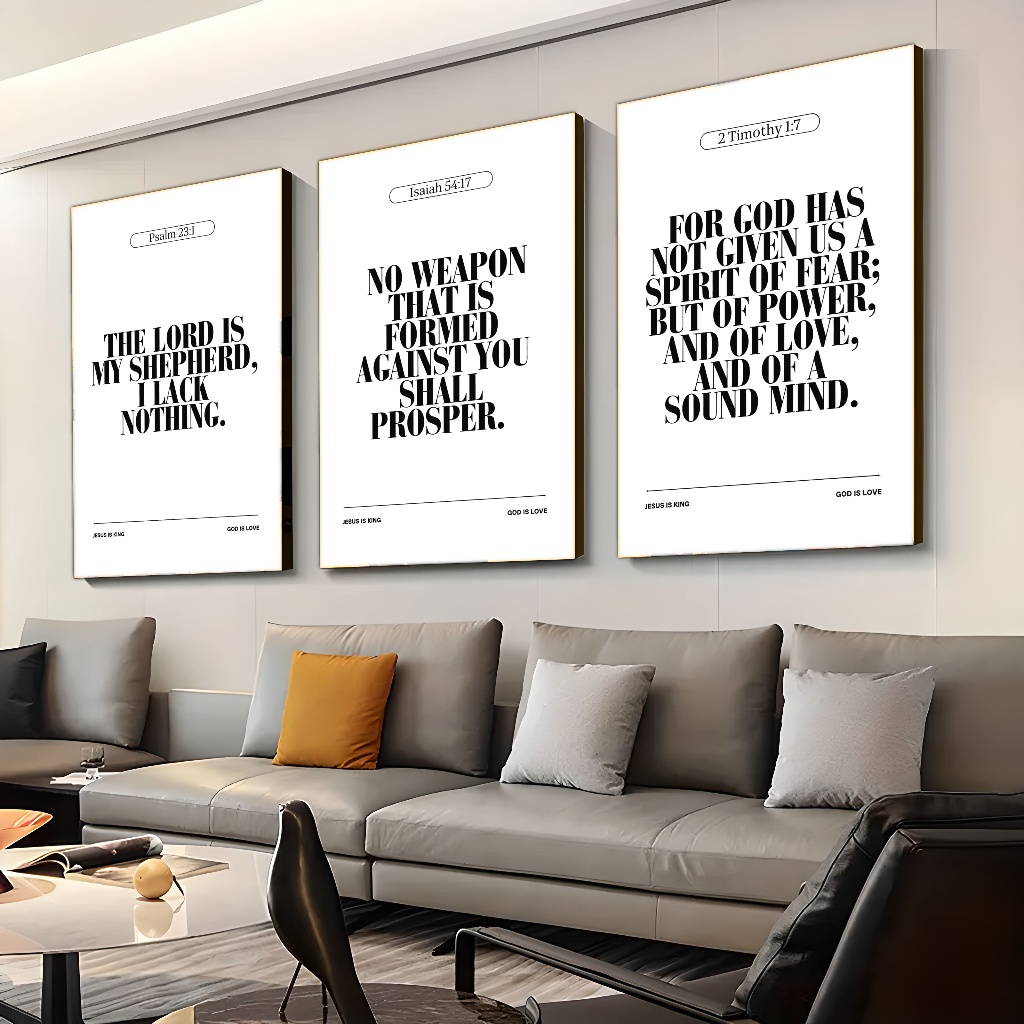 Psalm 23:1
THE LORD IS
MY SHEPHERD,
I LACK
NOTHING.
JESUS IS KING
GOD IS LOVE
Isaiah 54:17
NO WEAPON
THAT IS
FORMED
AGAINST YOU
SHALL
PROSPER.
JESUS IS KING
GOD IS LOVE
2 Timothy 1:7
FOR GOD HAS
NOT GIVEN US A
SPIRIT OF FEAR;
BUT OF POWER,
AND OF LOVE,
AND OF A
SOUND MIND.
JESUS IS KING
GOD IS LOVE